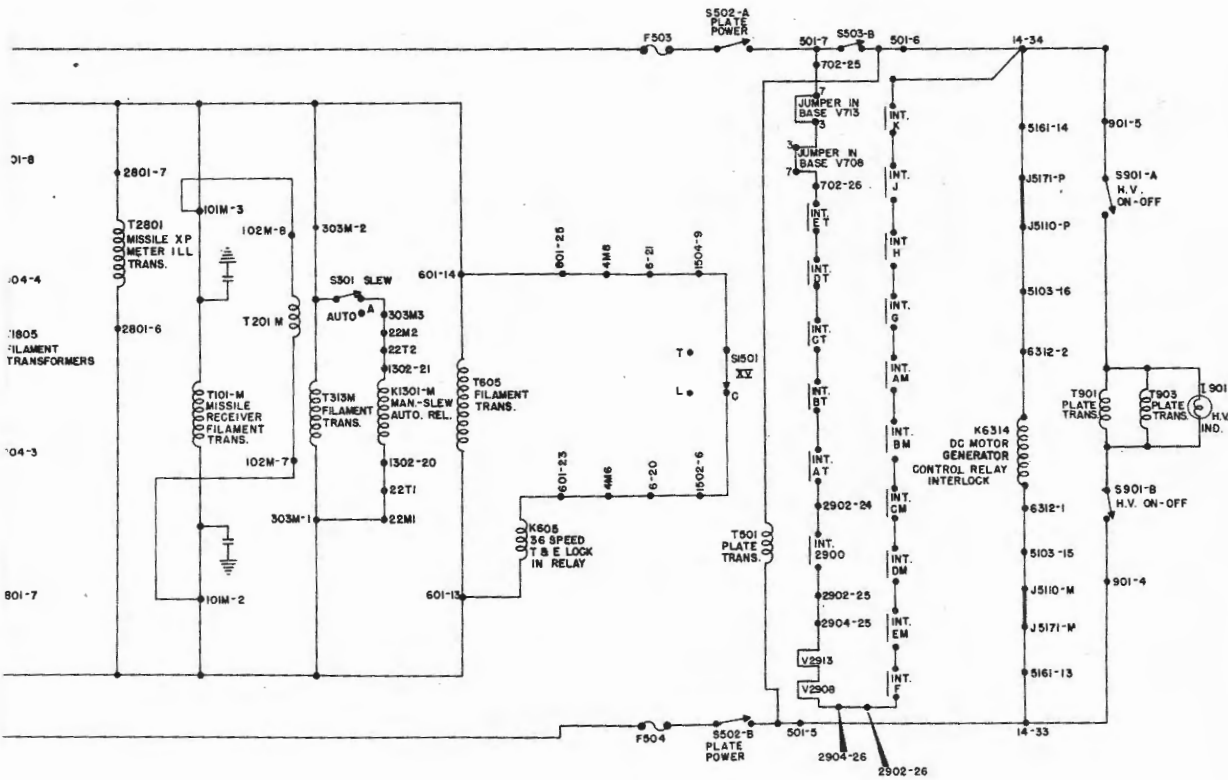 S502-A
PLATE
POWER
F503
501-7
S503-B
501-6
14-34
702-25
7
JUMPER IN
BASE V713
3
3
JUMPER IN
BASE V708
7
702-26
INT.
ET
INT.
DT
INT.
CT
INT.
BT
INT.
AT
2902-24
INT.
2900
2902-25
2904-25
V2913
V2908
INT.
K
INT.
J
INT
H
INT.
G
INT.
AM
INT.
BM
INT.
CM
INT.
DM
INT.
EM
INT.
F
5161-14
J5171-P
J5110-P
5103-16
6312-2
K6314
DC MOTOR
GENERATOR
CONTROL RELAY
INTERLOCK
6312-1
5103-15
J5110-M
J5171-M
5161-13
14-33
901-5
S901-A
H.V.
ON-OFF
T901
PLATE
TRANS.
T903
PLATE
TRANS.
I 901
H.V.
IND.
S901-B
H.V. ON-OFF
901-4
01-8
2801-7
T2801
MISSILE XP
METER ILL
TRANS.
04-4
2801-6
1805
FILAMENT
TRANSFORMERS
04-3
801-7
101M-3
102M-8
T201 M
T101-M
MISSILE
RECEIVER
FILAMENT
TRANS.
102M-7
101M-2
303M-2
S301 SLEW
AUTO
A
303M3
22M2
22T2
1302-21
T313M
FILAMENT
TRANS.
K1301-M
MAN.-SLEW
AUTO. REL.
1302-20
22T1
22M1
303M-1
601-14
T605
FILAMENT
TRANS.
601-13
601-25
4M8
6-21
1504-9
T
L
S1501
XV
C
601-23
4M6
6-20
1502-6
K605
36 SPEED
T & E LOCK
IN RELAY
T501
PLATE
TRANS.
F504
S502-B
PLATE
POWER
501-5
2904-26
2902-26